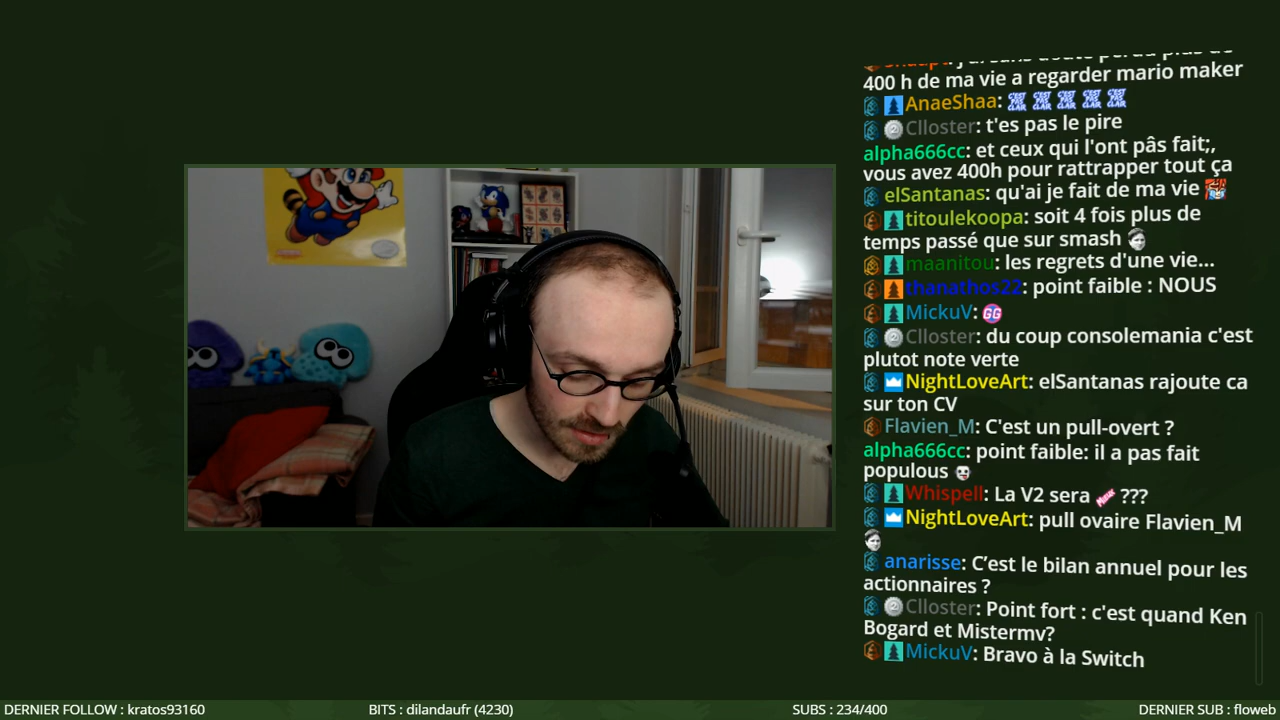 400 h de ma vie a regarder mario maker
AnaeShaa:
Clloster: t'es pas le pire
alpha666cc: et ceux qui l'ont pâs fait;,
vous avez 400h pour rattrapper tout ça
elSantanas: qu'ai je fait de ma vie
titoulekoopa: soit 4 fois plus de
temps passé que sur smash
maanitou: les regrets d'une vie...
thanathos22: point faible : NOUS
MickuV: GG
Clloster: du coup consolemania c'est
plutot note verte
NightLoveArt: elSantanas rajoute ca
sur ton CV
Flavien_M: C'est un pull-overt ?
alpha666cc: point faible: il a pas fait
populous
Whispell: La V2 sera ???
NightLoveArt: pull ovaire Flavien_M
anarisse: C’est le bilan annuel pour les
actionnaires ?
Clloster: Point fort : c'est quand Ken
Bogard et Mistermv?
MickuV: Bravo à la Switch
DERNIER FOLLOW : kratos93160
BITS : dilandaufr (4230)
SUBS : 234/400
DERNIER SUB : floweb